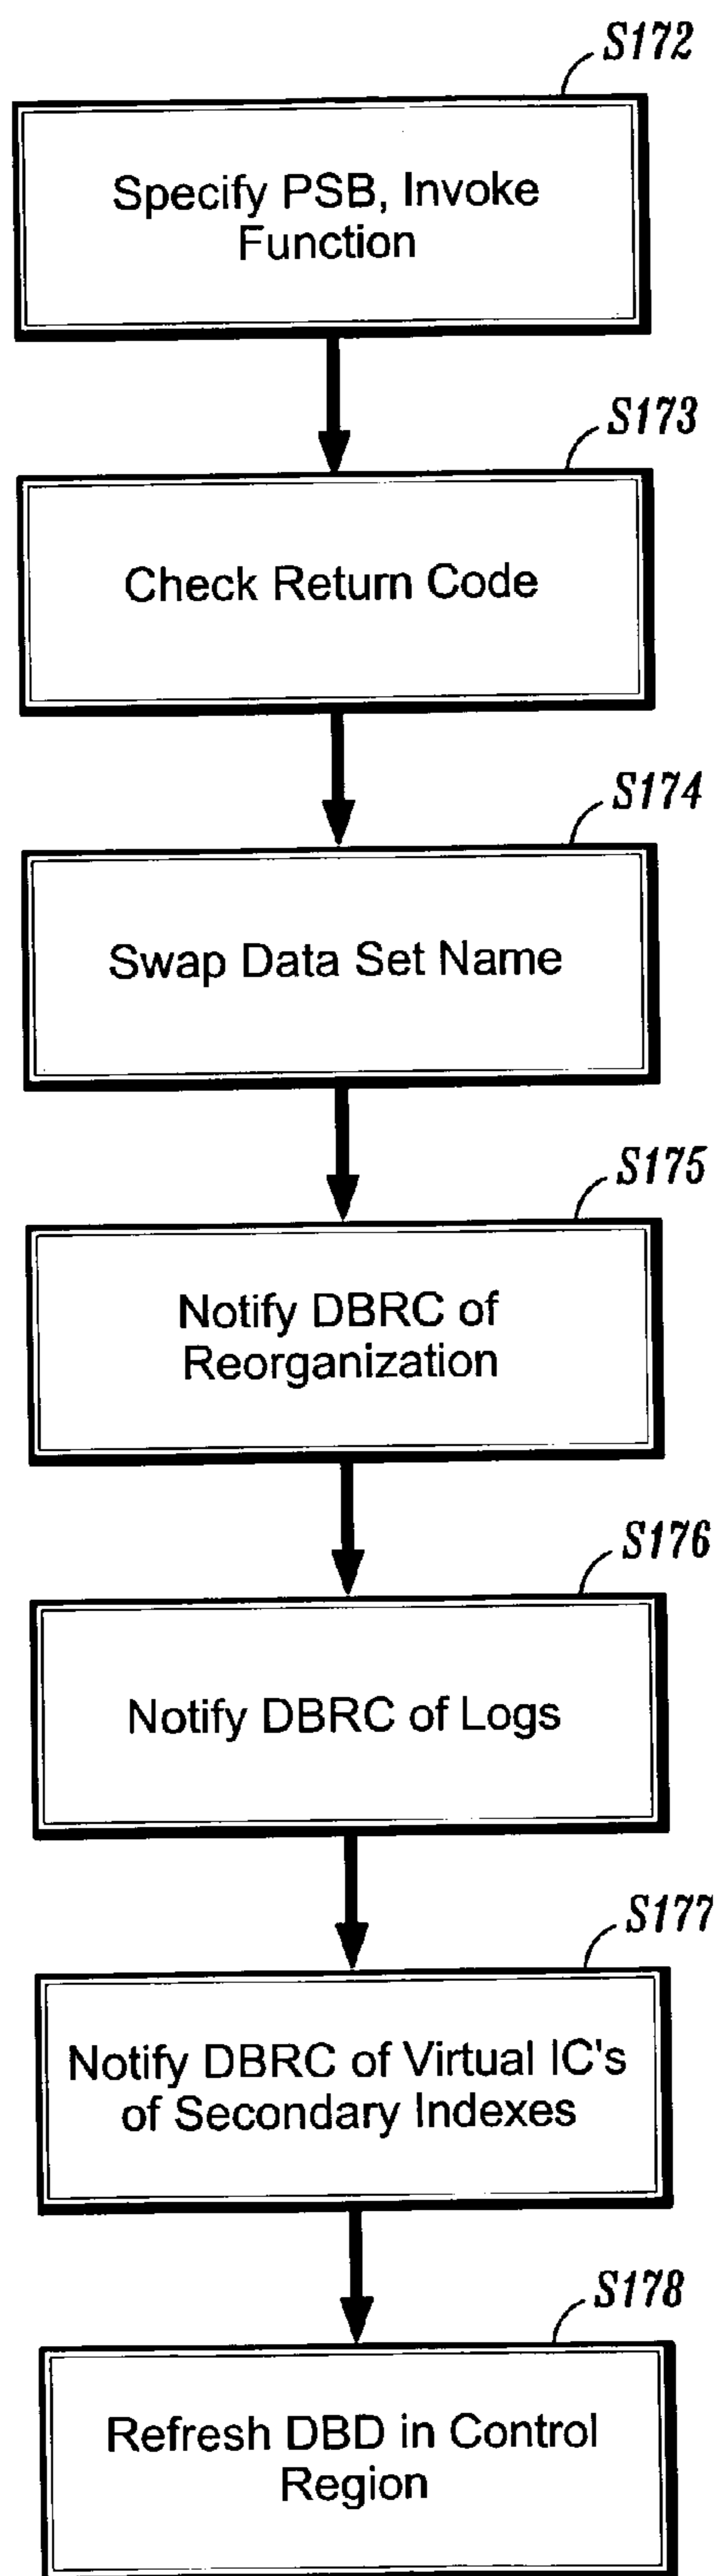 S172
Specify PSB, Invoke
Function
S173
Check Return Code
S174
Swap Data Set Name
S175
Notify DBRC of
Reorganization
S176
Notify DBRC of Logs
S177
Notify DBRC of Virtual IC's
of Secondary Indexes
S178
Refresh DBD in Control
Region